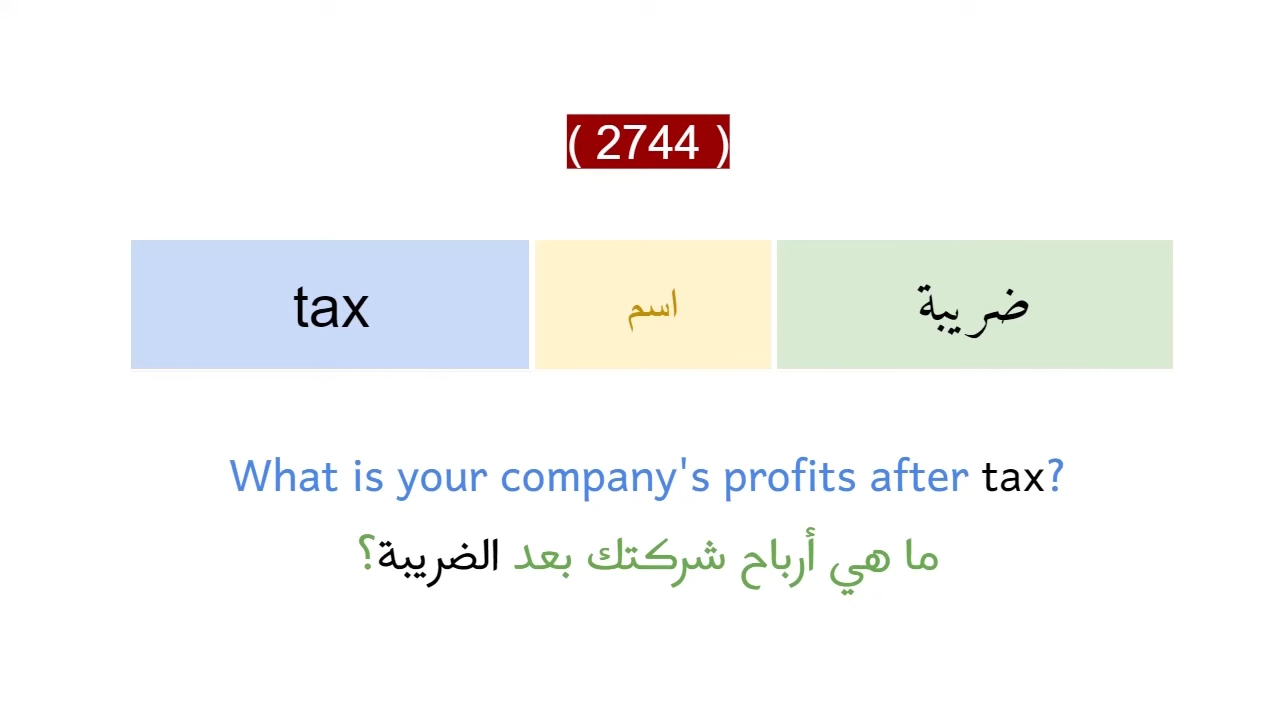 ( 2744 )
tax اسم ضريبة
What is your company's profits after tax?
ما هي أرباح شركتك بعد الضريبة؟